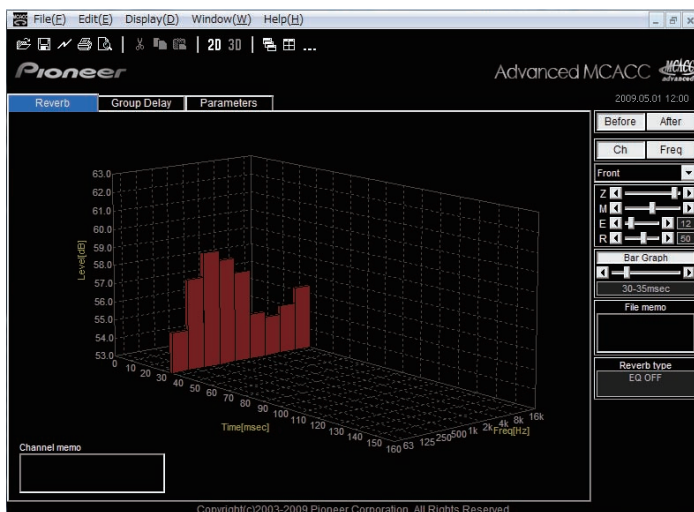 File(F) Edit(E) Display(D) Window(W) Help(H)
2D 3D ...
Pioneer
Advanced MCACC MCACC advanced
Reverb Group Delay Parameters
2009.05.01 12:00
Before After
Ch Freq
Front
Z
M
E 12
R 50
Bar Graph
30-35msec
File memo
Reverb type
EQ OFF
Level[dB]
63.0
62.0
61.0
60.0
59.0
58.0
57.0
56.0
55.0
54.0
53.0
0 10 20 30 40 50 60 70 80 90 100 110 120 130 140 150 160
Time[msec]
63 125 250 500 1k 2k 4k 8k 16k
Freq[Hz]
Channel memo
Copyright(c)2003-2009 Pioneer Corporation. All Rights Reserved.